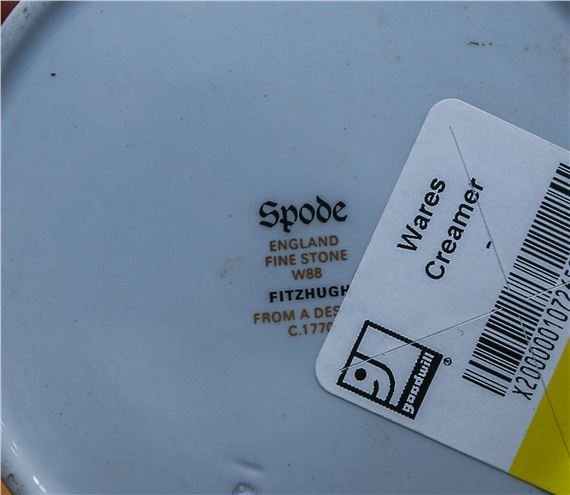 Spode
ENGLAND
FINE STONE
W88
FITZHUGH
FROM A DES
C.1770
Wares
Creamer
goodwill®